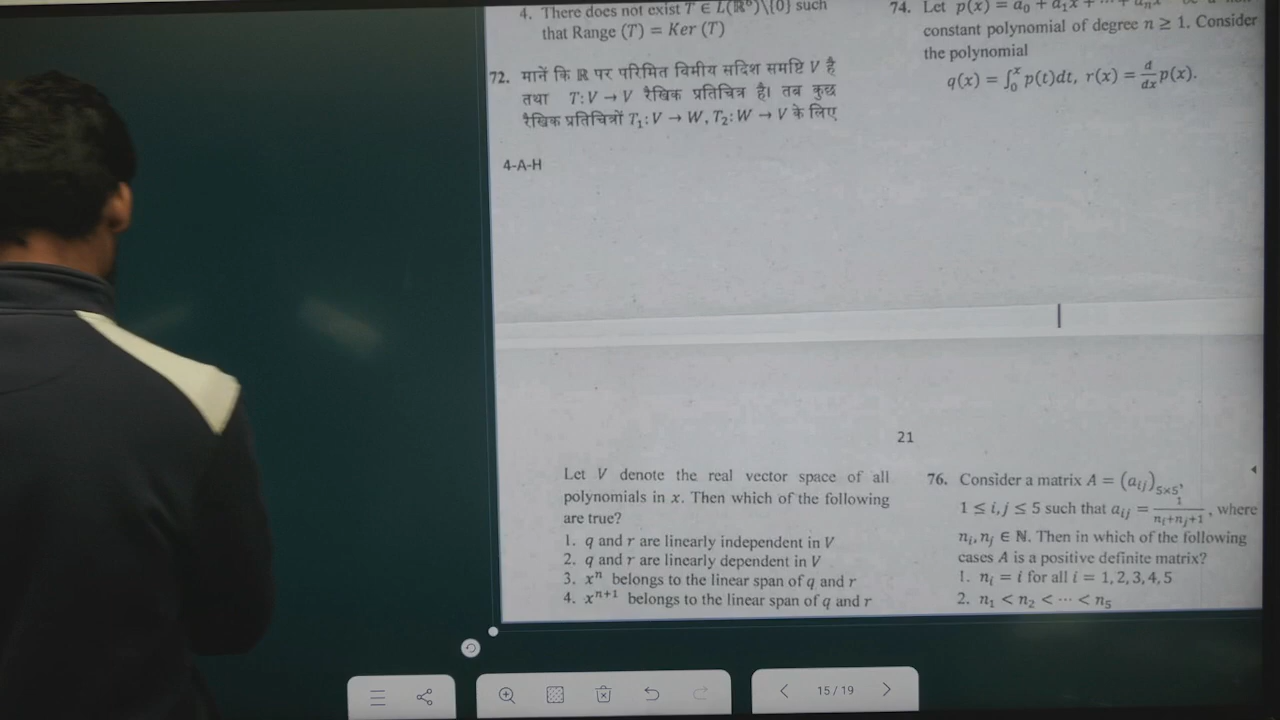 4. There does not exist T ∈ L(ℝ⁶)\{0} such
that Range (T) = Ker (T)
72. मानें कि ℝ पर परिमित विमीय सदिश समष्टि V है
तथा T: V → V रैखिक प्रतिचित्र है। तब कुछ
रैखिक प्रतिचित्रों T₁: V → W, T₂: W → V के लिए
4-A-H
74. Let p(x) = a₀ + a₁x + ⋯ + aₙxⁿ be a
constant polynomial of degree n ≥ 1. Consider
the polynomial
q(x) = ∫₀ˣ p(t)dt, r(x) = d/dx p(x).
21
Let V denote the real vector space of all
polynomials in x. Then which of the following
are true?
1. q and r are linearly independent in V
2. q and r are linearly dependent in V
3. xⁿ belongs to the linear span of q and r
4. xⁿ⁺¹ belongs to the linear span of q and r
76. Consider a matrix A = (aᵢⱼ)₅ₓ₅,
1 ≤ i, j ≤ 5 such that aᵢⱼ = 1/(nᵢ+nⱼ+1), where
nᵢ, nⱼ ∈ ℕ. Then in which of the following
cases A is a positive definite matrix?
1. nᵢ = i for all i = 1, 2, 3, 4, 5
2. n₁ < n₂ < ⋯ < n₅
15 / 19